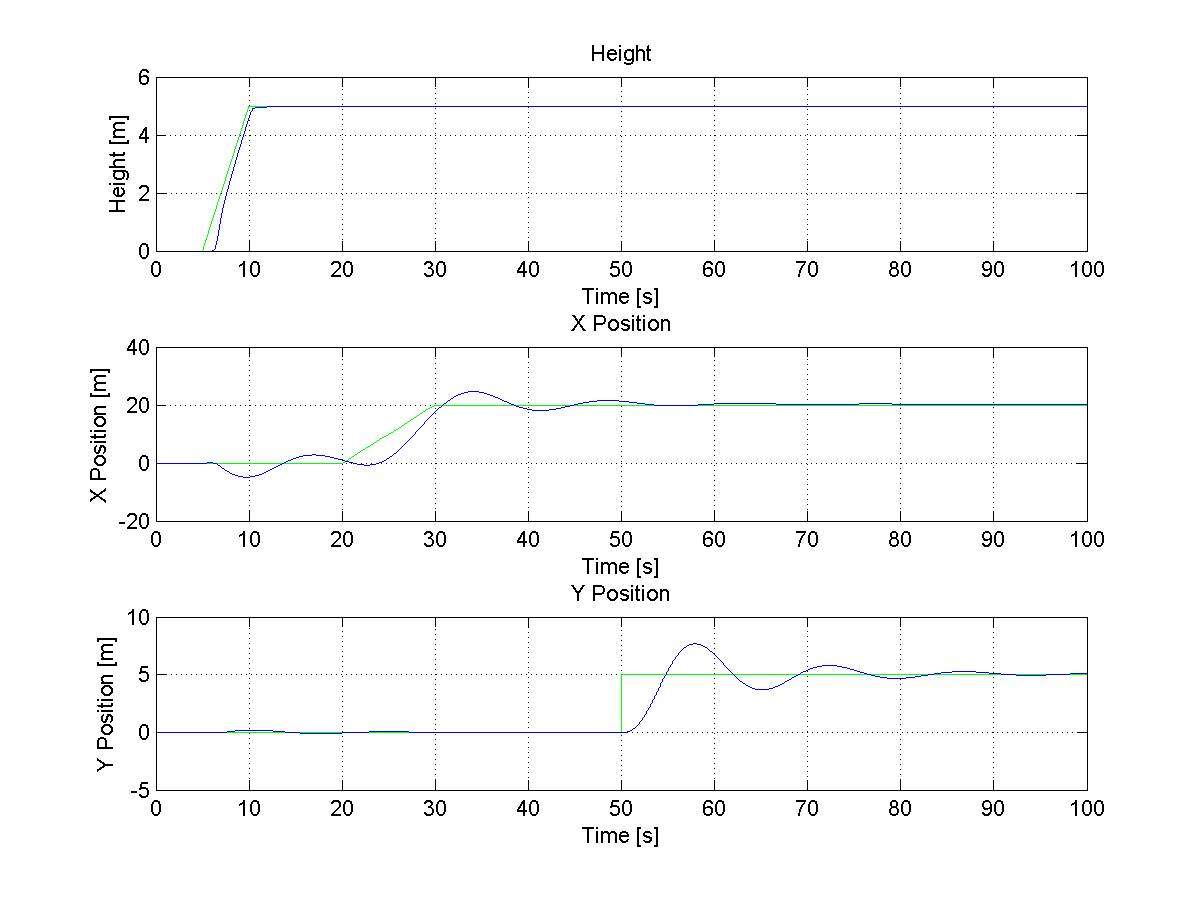 Height
Height [m]
6
4
2
0
0 10 20 30 40 50 60 70 80 90 100
Time [s]
X Position
X Position [m]
40
20
0
-20
0 10 20 30 40 50 60 70 80 90 100
Time [s]
Y Position
Y Position [m]
10
5
0
-5
0 10 20 30 40 50 60 70 80 90 100
Time [s]